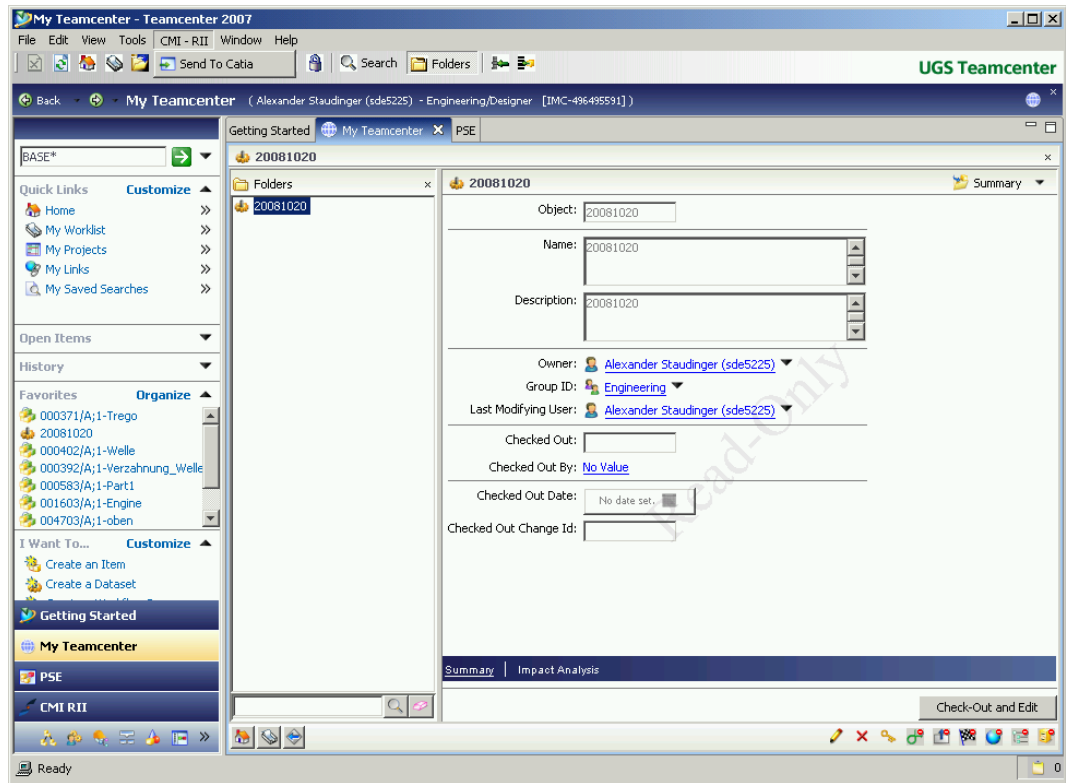 My Teamcenter - Teamcenter 2007
File Edit View Tools CMI - RII Window Help
Send To Catia
Search
Folders
UGS Teamcenter
Back
My Teamcenter ( Alexander Staudinger (sde5225) - Engineering/Designer [IMC-496495591] )
Getting Started
My Teamcenter
PSE
BASE*
20081020
Quick Links Customize
Home
My Worklist
My Projects
My Links
My Saved Searches
Open Items
History
Favorites Organize
000371/A;1-Trego
20081020
000402/A;1-Welle
000392/A;1-Verzahnung_Welle
000583/A;1-Part1
001603/A;1-Engine
004703/A;1-oben
I Want To... Customize
Create an Item
Create a Dataset
Getting Started
My Teamcenter
PSE
CMI RII
Folders
20081020
20081020
Summary
Object: 20081020
Name: 20081020
Description: 20081020
Owner: Alexander Staudinger (sde5225)
Group ID: Engineering
Last Modifying User: Alexander Staudinger (sde5225)
Checked Out:
Checked Out By: No Value
Checked Out Date: No date set.
Checked Out Change Id:
Read-Only
Summary Impact Analysis
Check-Out and Edit
Ready
0